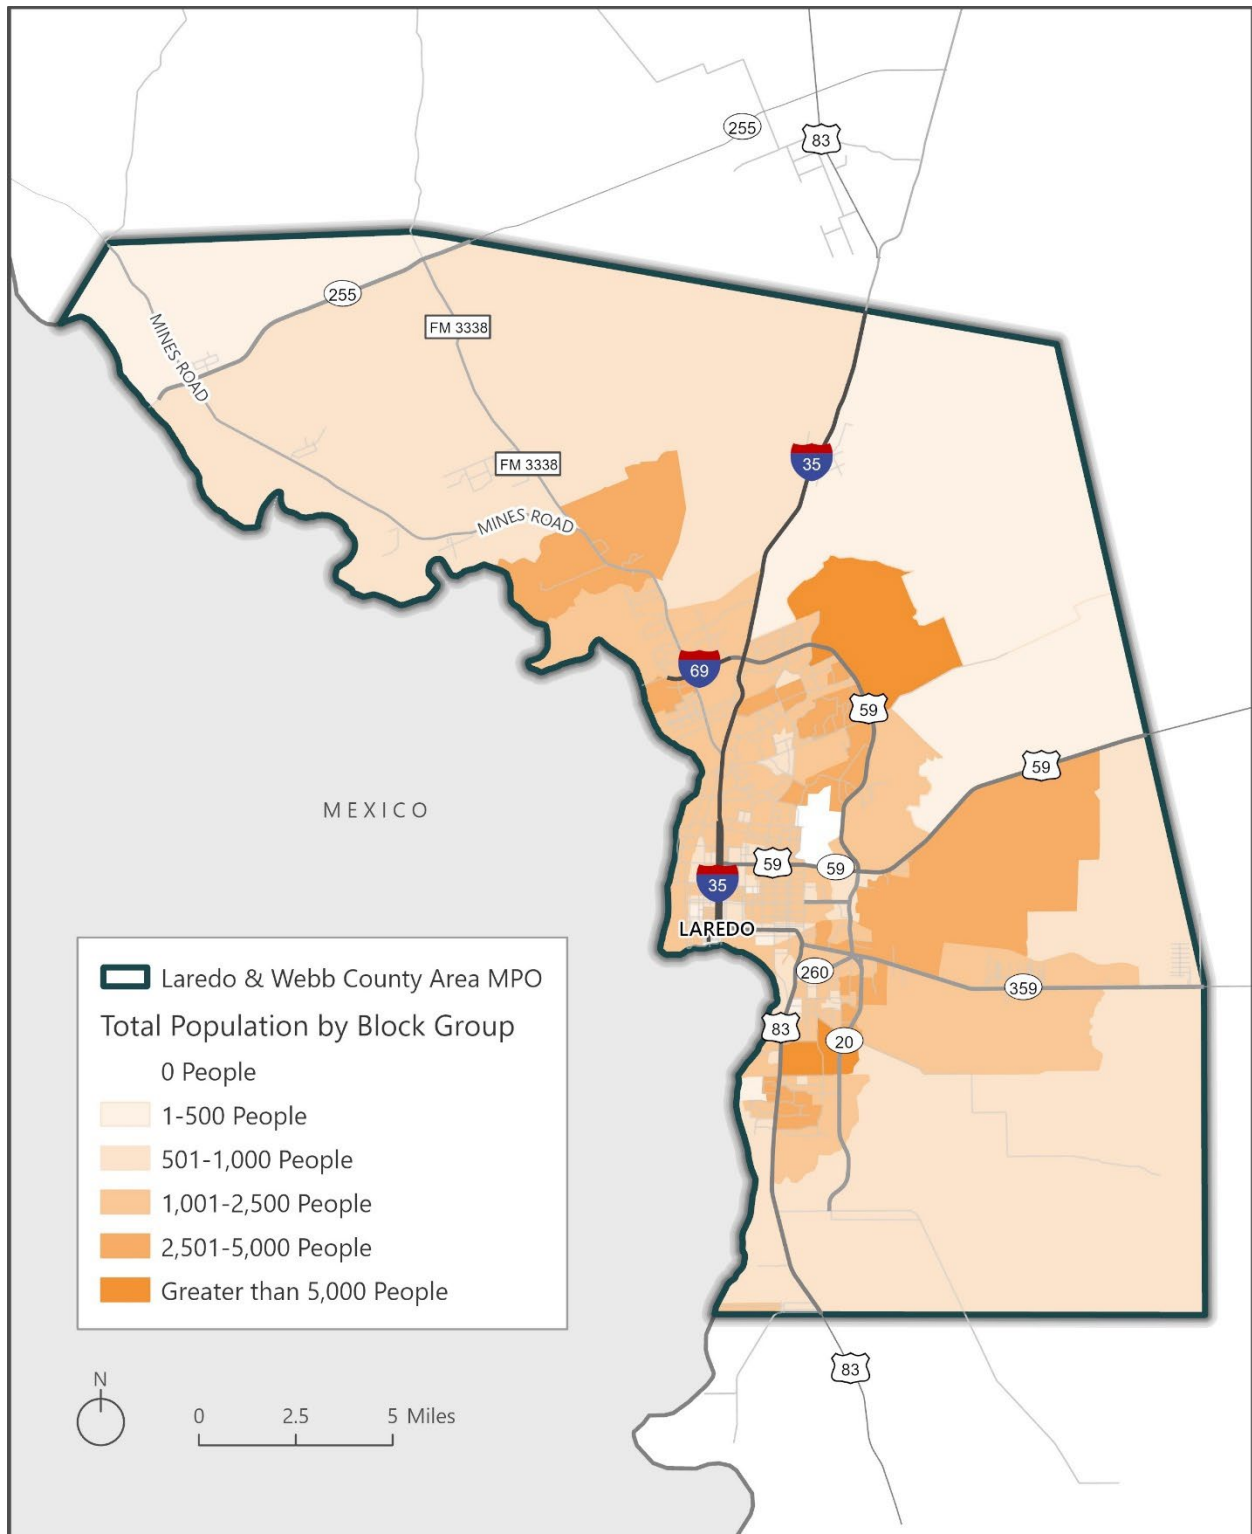 255
83
255
MINES ROAD
FM 3338
35
FM 3338
MINES ROAD
69
59
59
MEXICO
59
59
35
LAREDO
260
359
83
20
Laredo & Webb County Area MPO
Total Population by Block Group
0 People
1-500 People
501-1,000 People
1,001-2,500 People
2,501-5,000 People
Greater than 5,000 People
83
N
0 2.5 5 Miles